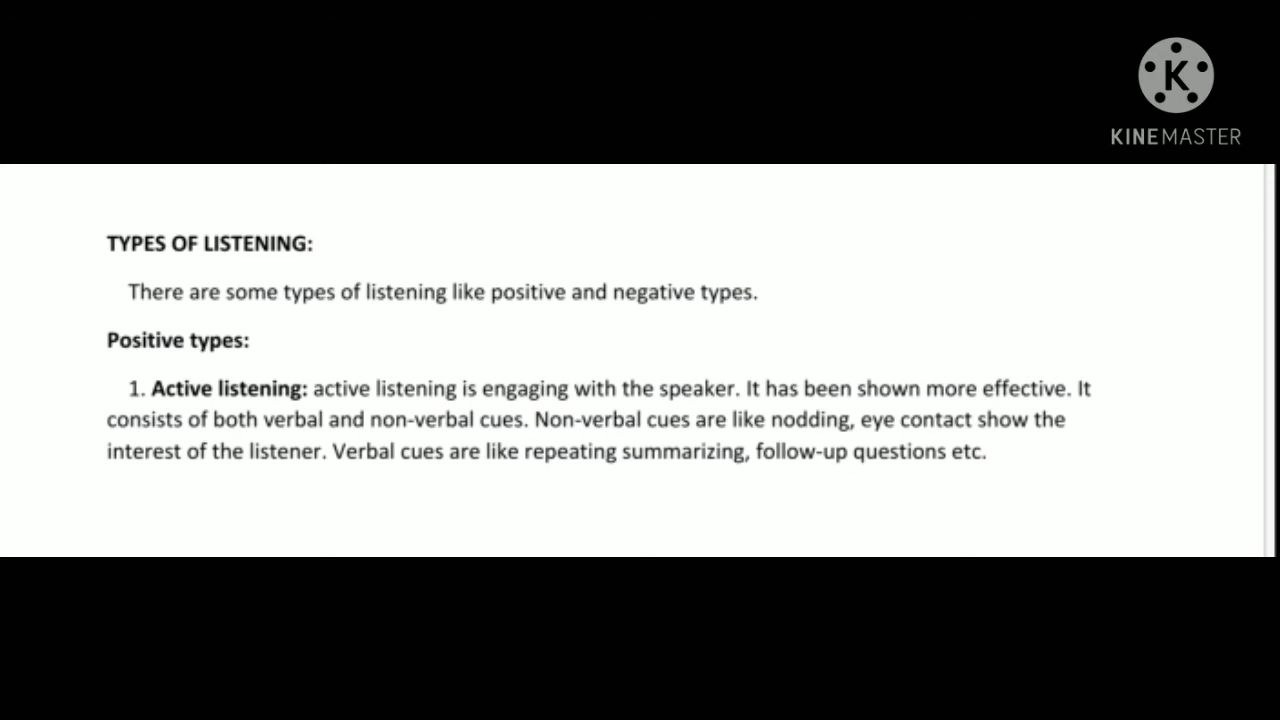 K
KINEMASTER
TYPES OF LISTENING:
There are some types of listening like positive and negative types.
Positive types:
1. Active listening: active listening is engaging with the speaker. It has been shown more effective. It
consists of both verbal and non-verbal cues. Non-verbal cues are like nodding, eye contact show the
interest of the listener. Verbal cues are like repeating summarizing, follow-up questions etc.